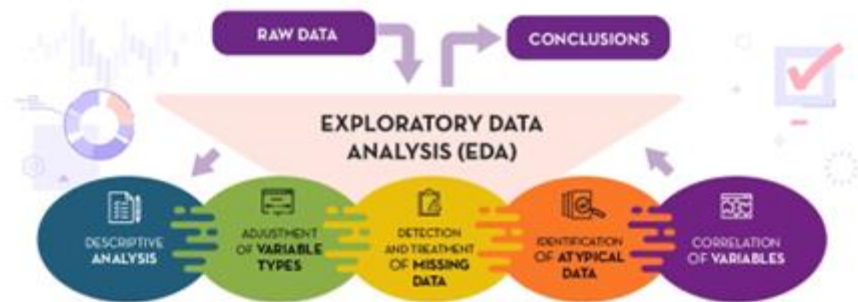 RAW DATA
CONCLUSIONS
EXPLORATORY DATA
ANALYSIS (EDA)
DESCRIPTIVE
ANALYSIS
ADJUSTMENT
OF VARIABLE
TYPES
DETECTION
AND TREATMENT
OF MISSING
DATA
IDENTIFICATION
OF ATYPICAL
DATA
CORRELATION
OF VARIABLES